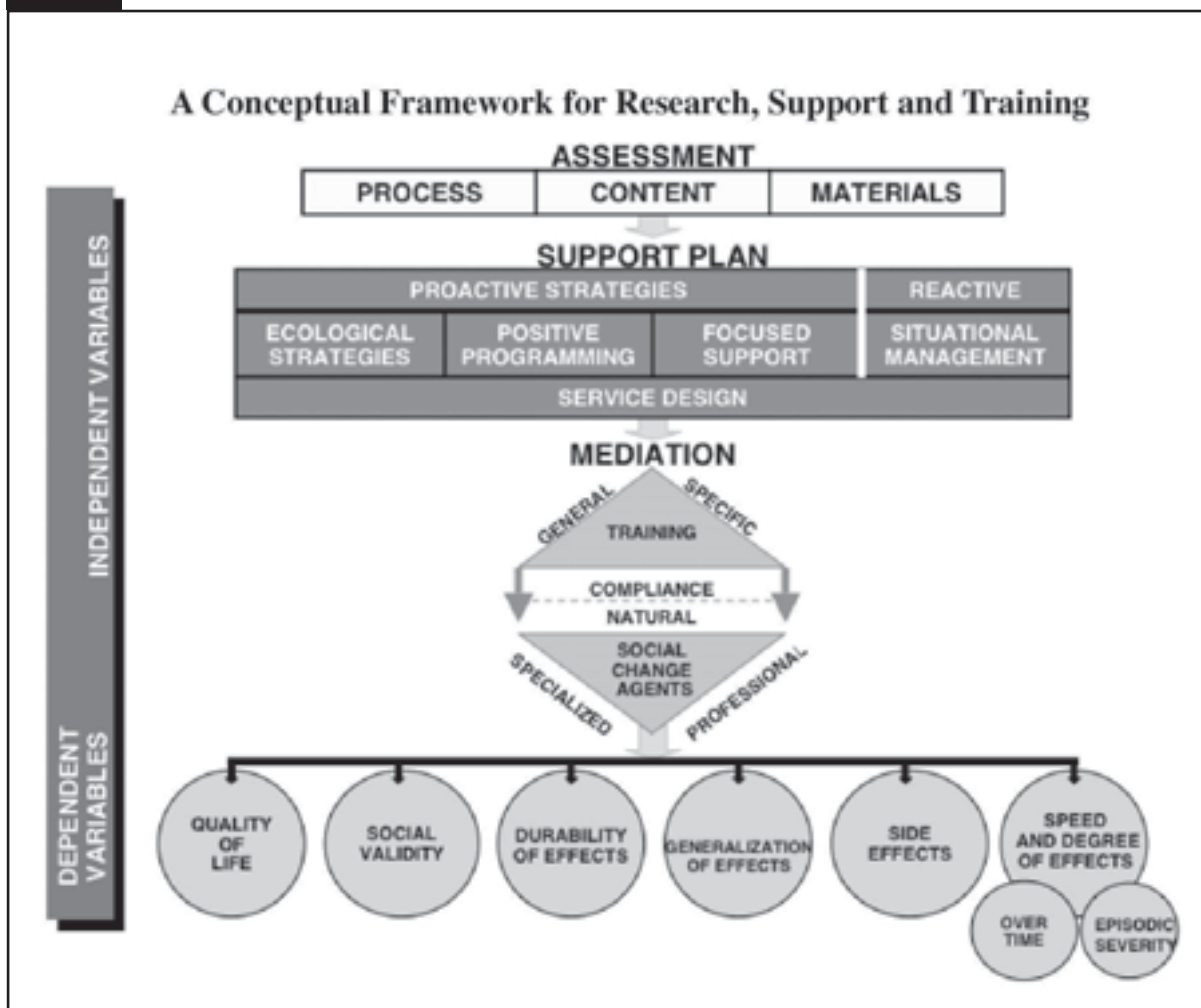 A Conceptual Framework for Research, Support and Training
ASSESSMENT
PROCESS CONTENT MATERIALS
SUPPORT PLAN
PROACTIVE STRATEGIES REACTIVE
ECOLOGICAL
STRATEGIES
POSITIVE
PROGRAMMING
FOCUSED
SUPPORT
SITUATIONAL
MANAGEMENT
SERVICE DESIGN
MEDIATION
GENERAL
SPECIFIC
TRAINING
COMPLIANCE
NATURAL
SOCIAL
CHANGE
AGENTS
SPECIALIZED
PROFESSIONAL
INDEPENDENT VARIABLES
DEPENDENT
VARIABLES
QUALITY
OF
LIFE
SOCIAL
VALIDITY
DURABILITY
OF EFFECTS
GENERALIZATION
OF EFFECTS
SIDE
EFFECTS
SPEED
AND DEGREE
OF EFFECTS
OVER
TIME
EPISODIC
SEVERITY